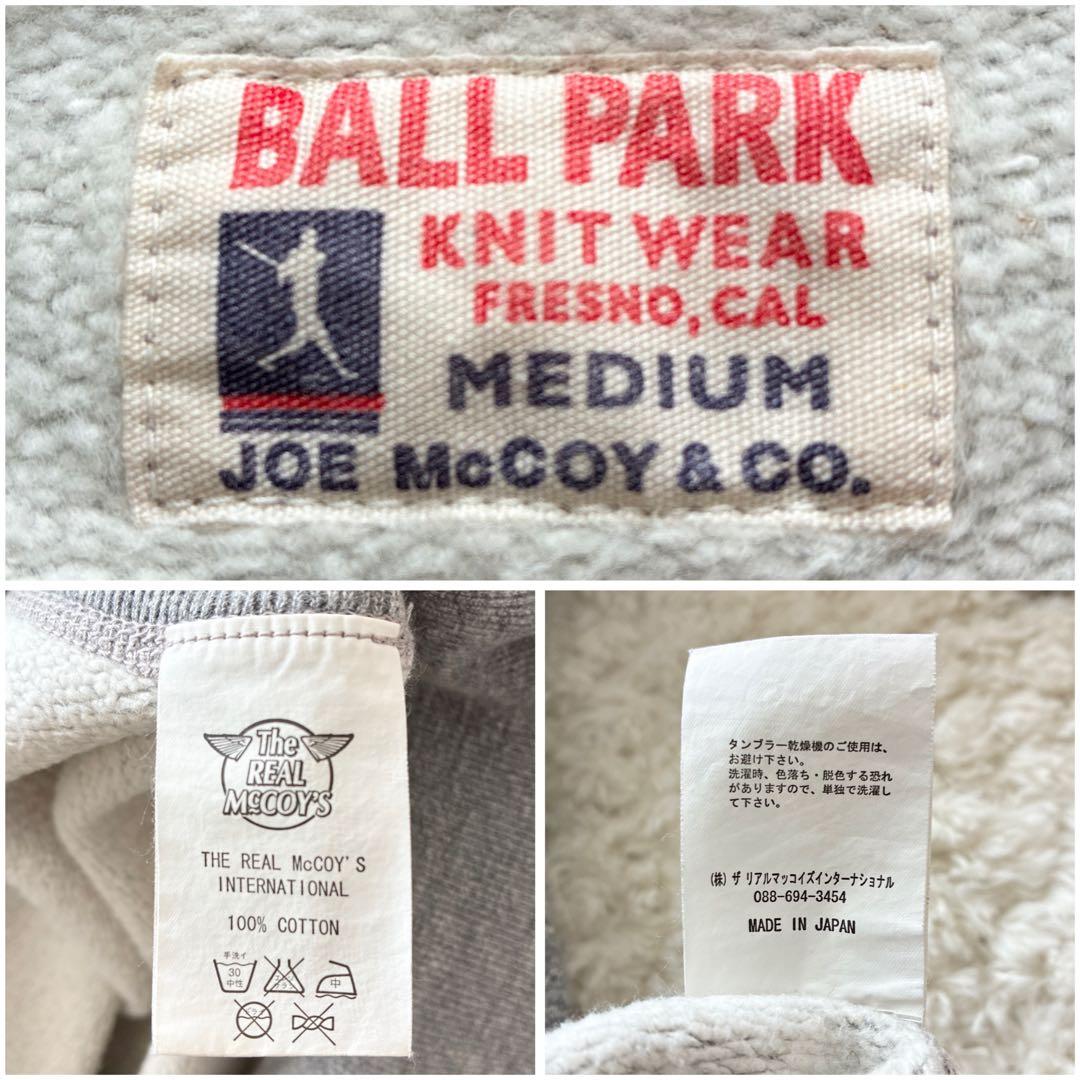 BALL PARK
KNIT WEAR
FRESNO, CAL
MEDIUM
JOE McCOY & CO.
The
REAL
McCOY'S
THE REAL McCOY'S
INTERNATIONAL
100% COTTON
手洗イ
30
中性
中
ドライ
タンブラー乾燥機のご使用は、
お避け下さい。
洗濯時、色落ち・脱色する恐れ
がありますので、単独で洗濯し
て下さい。
(株) ザ リアルマッコイズインターナショナル
088-694-3454
MADE IN JAPAN